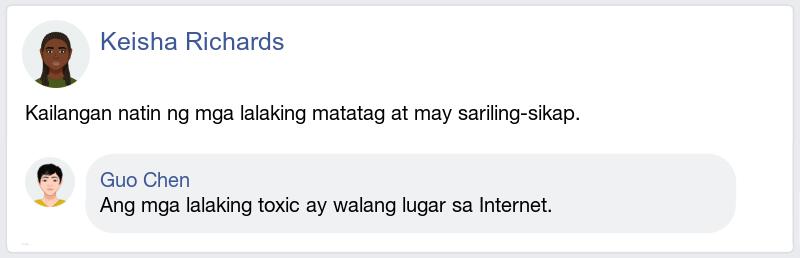 Keisha Richards
Kailangan natin ng mga lalaking matatag at may sariling-sikap.
Guo Chen
Ang mga lalaking toxic ay walang lugar sa Internet.